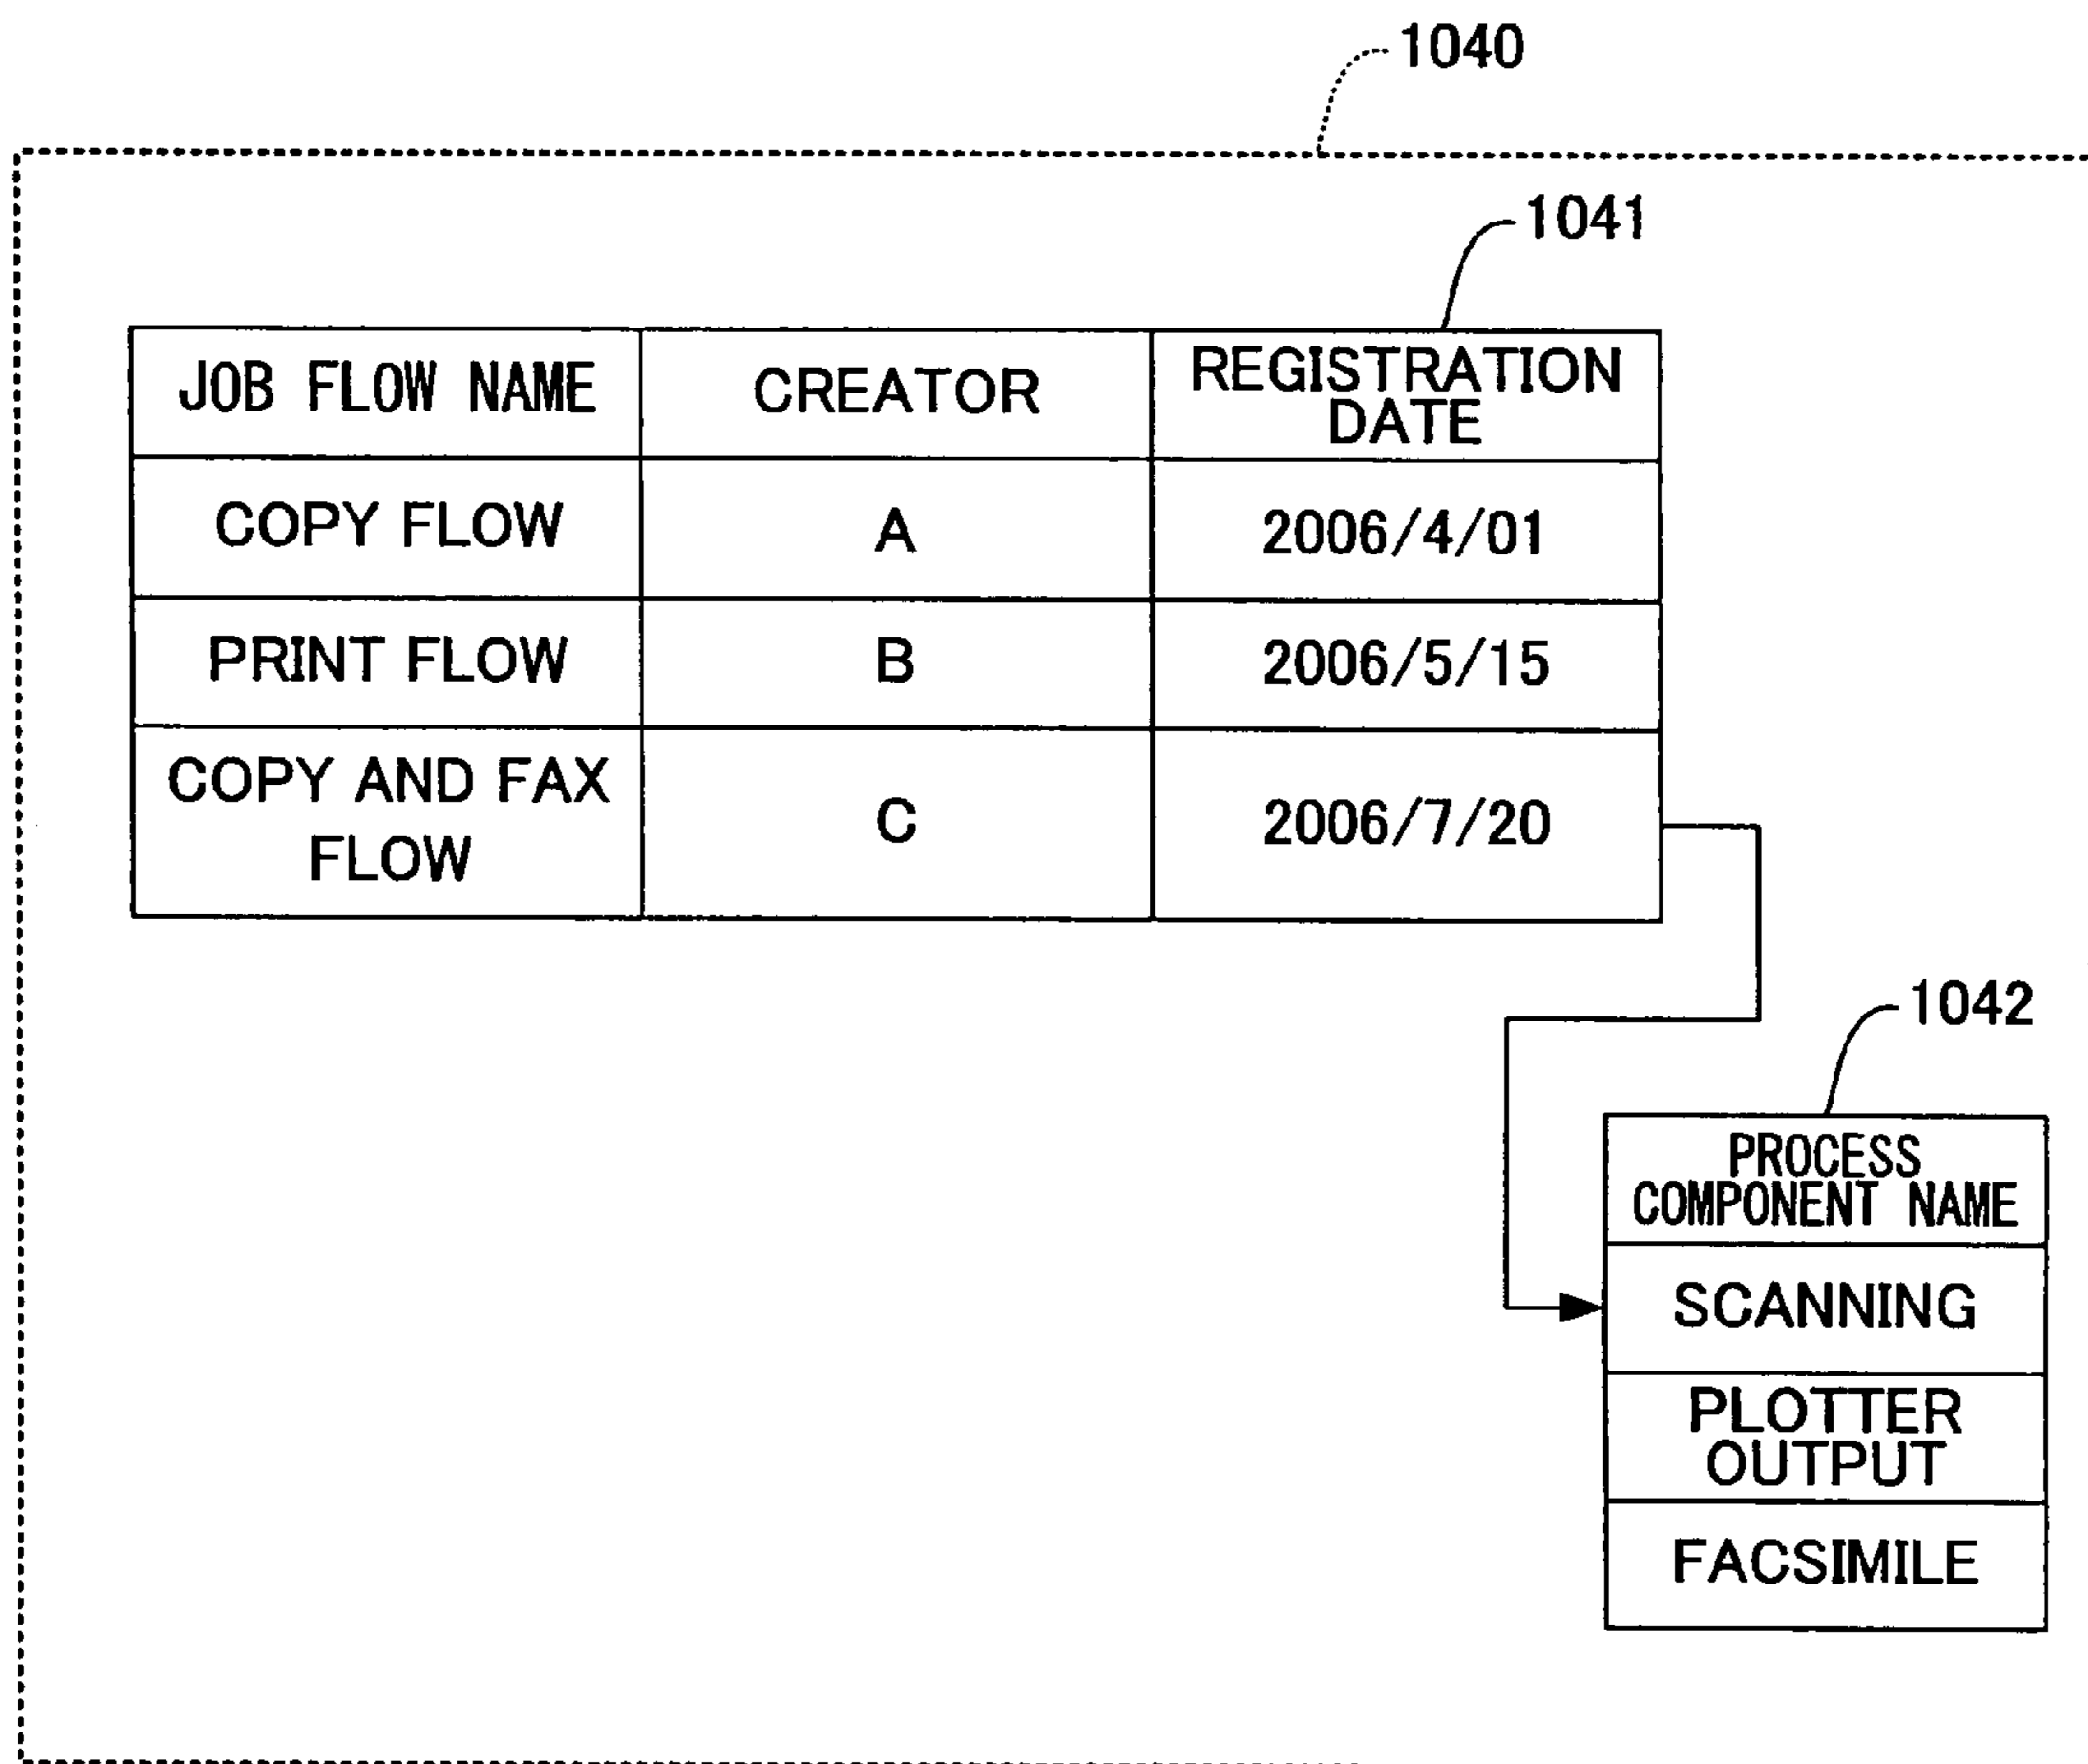 1040
1041
JOB FLOW NAME CREATOR REGISTRATION
DATE
COPY FLOW A 2006/4/01
PRINT FLOW B 2006/5/15
COPY AND FAX
FLOW C 2006/7/20
1042
PROCESS
COMPONENT NAME
SCANNING
PLOTTER
OUTPUT
FACSIMILE